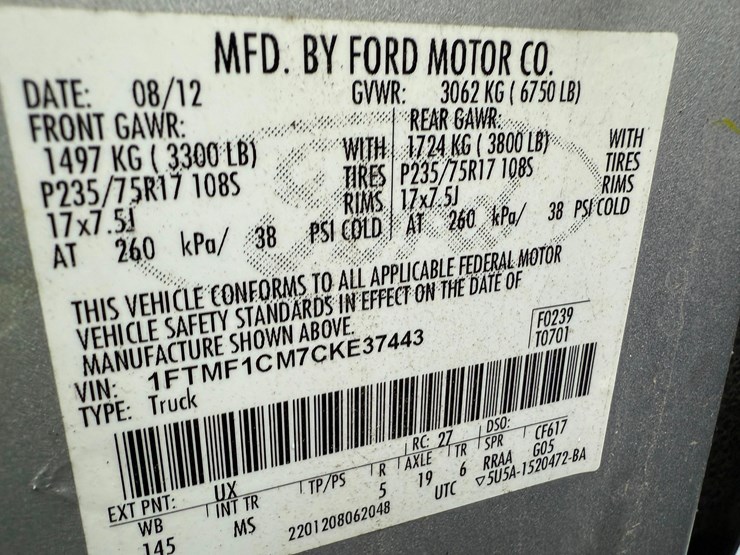 MFD. BY FORD MOTOR CO.
DATE: 08/12 GVWR: 3062 KG ( 6750 LB)
FRONT GAWR: REAR GAWR:
1497 KG ( 3300 LB) WITH 1724 KG ( 3800 LB) WITH
P235/75R17 108S TIRES P235/75R17 108S TIRES
17x7.5J RIMS 17x7.5J RIMS
AT 260 kPa/ 38 PSI COLD AT 260 kPa/ 38 PSI COLD
THIS VEHICLE CONFORMS TO ALL APPLICABLE FEDERAL MOTOR
VEHICLE SAFETY STANDARDS IN EFFECT ON THE DATE OF
MANUFACTURE SHOWN ABOVE.
VIN: 1FTMF1CM7CKE37443 F0239
TYPE: Truck T0701
EXT PNT: UX RC: 27 DSO: CF617
WB INT TR TP/PS R AXLE TR SPR G05
145 MS 5 19 6 RRAA
2201208062048 UTC ▽5U5A-1520472-BA